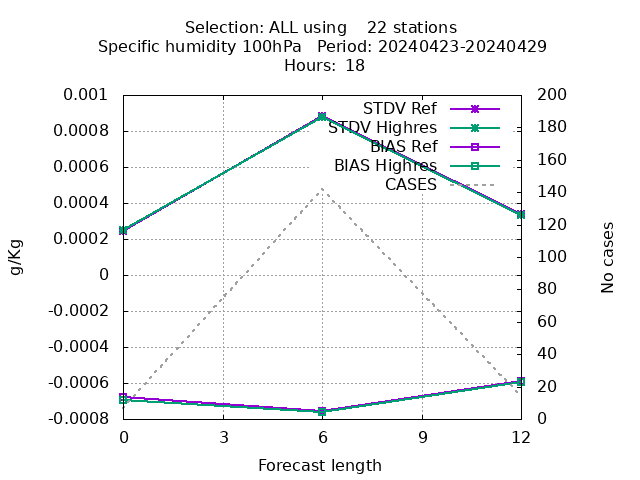 Selection: ALL using    22 stations
Specific humidity 100hPa   Period: 20240423-20240429
Hours: 18
0.001
0.0008
0.0006
0.0004
0.0002
0
-0.0002
-0.0004
-0.0006
-0.0008
g/Kg
STDV Ref
STDV Highres
BIAS Ref
BIAS Highres
CASES
200
180
160
140
120
100
80
60
40
20
0
No cases
0 3 6 9 12
Forecast length